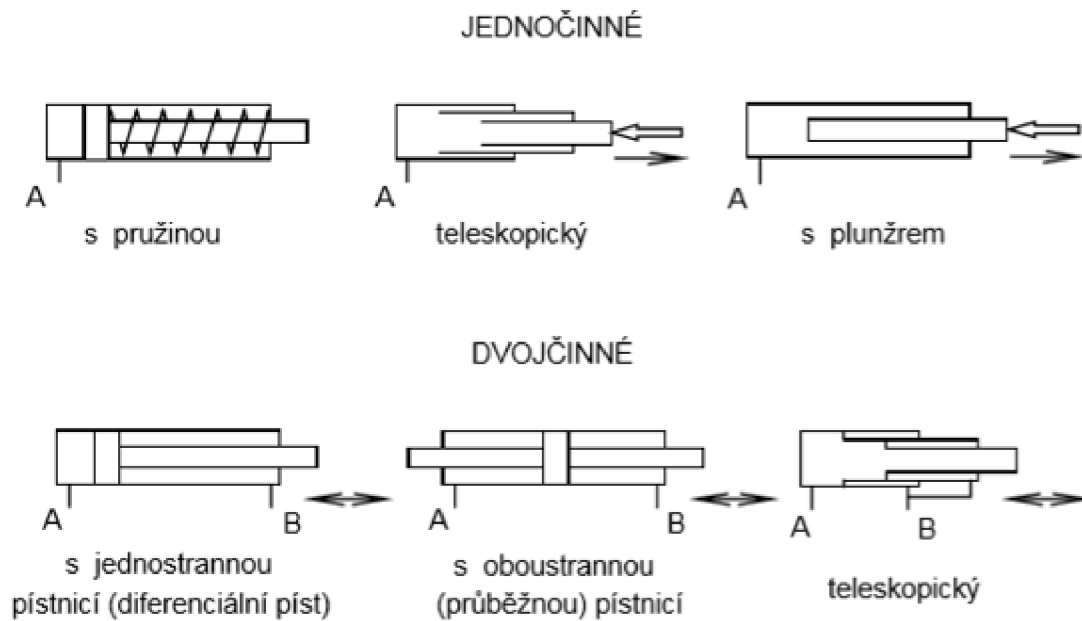 JEDNOČINNÉ
A
s pružinou
A
teleskopický
A
s plunžrem
DVOJČINNÉ
A
B
s jednostrannou
pístnicí (diferenciální píst)
A
B
s oboustrannou
(průběžnou) pístnicí
A
B
teleskopický